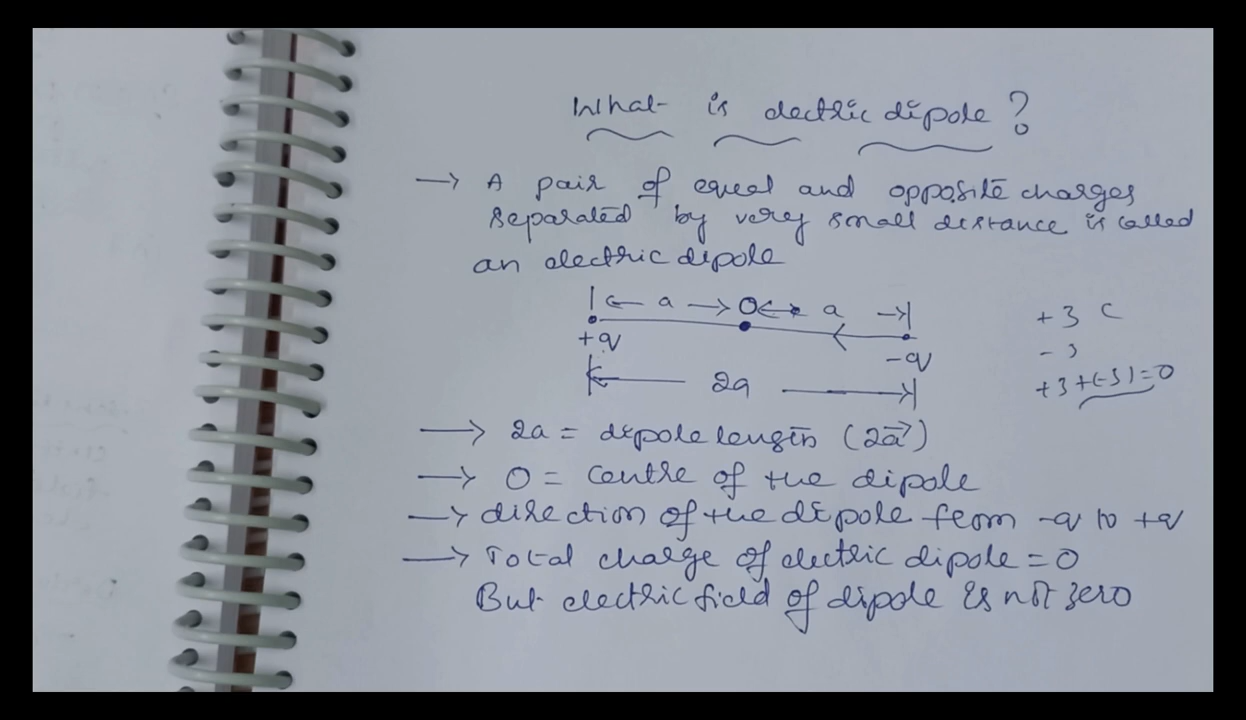 What is electric dipole?
→ A pair of equal and opposite charges
separated by very small distance is called
an electric dipole
|← a → O ←→ a →|
+q -q
|← 2a →|
+3 C
- 3
+3+(-3)=0
→ 2a = dipole length (2a⃗)
→ O = Centre of the dipole
→ direction of the dipole from -q to +q
→ Total charge of electric dipole = 0
But electric field of dipole is not zero